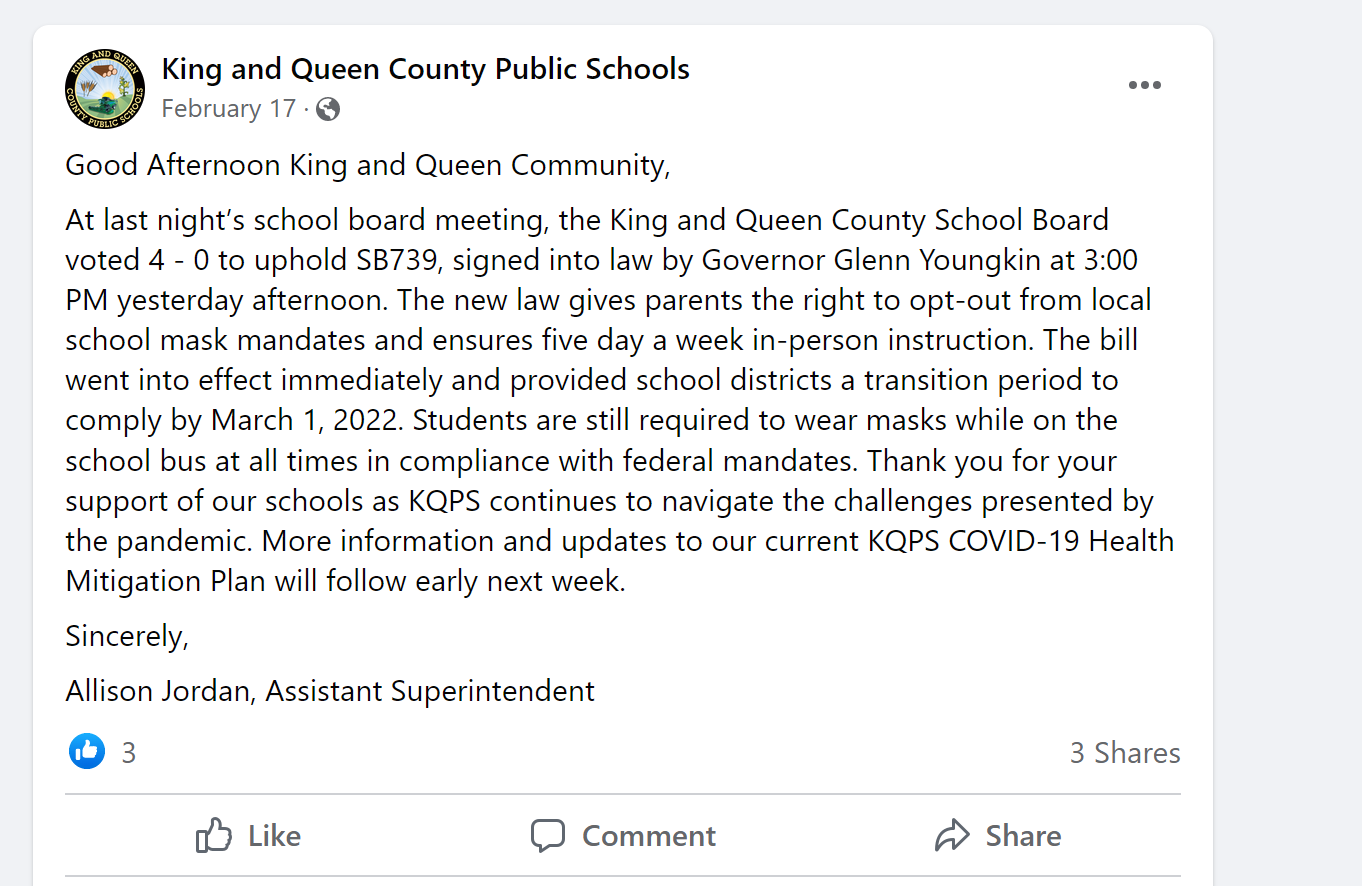 KING AND QUEEN
COUNTY PUBLIC SCHOOLS
King and Queen County Public Schools
February 17 ·
Good Afternoon King and Queen Community,
At last night’s school board meeting, the King and Queen County School Board
voted 4 - 0 to uphold SB739, signed into law by Governor Glenn Youngkin at 3:00
PM yesterday afternoon. The new law gives parents the right to opt-out from local
school mask mandates and ensures five day a week in-person instruction. The bill
went into effect immediately and provided school districts a transition period to
comply by March 1, 2022. Students are still required to wear masks while on the
school bus at all times in compliance with federal mandates. Thank you for your
support of our schools as KQPS continues to navigate the challenges presented by
the pandemic. More information and updates to our current KQPS COVID-19 Health
Mitigation Plan will follow early next week.
Sincerely,
Allison Jordan, Assistant Superintendent
3
3 Shares
Like
Comment
Share